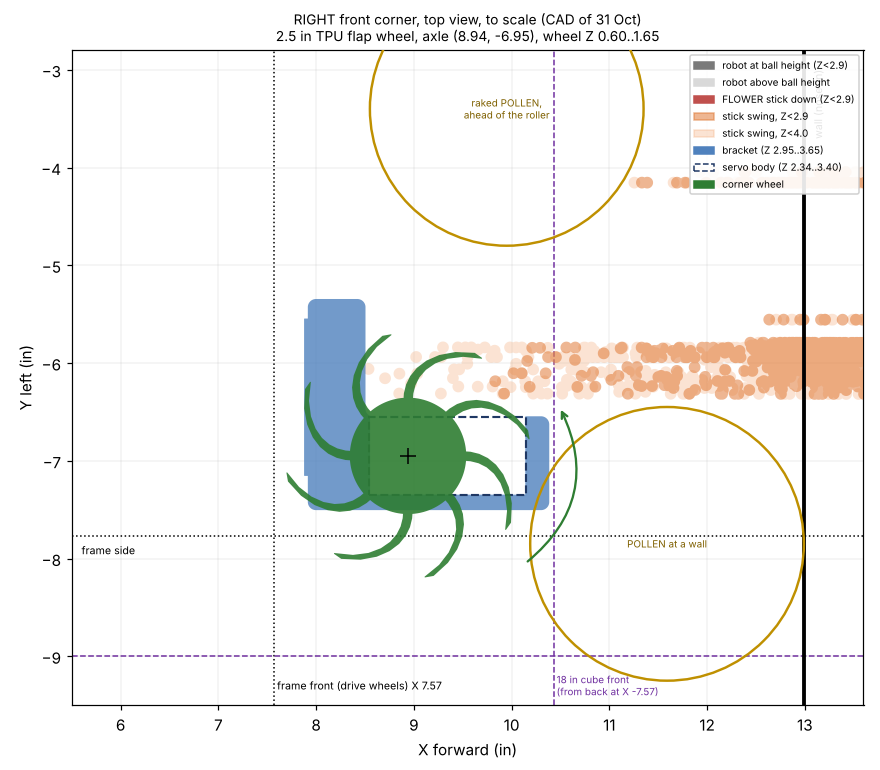 RIGHT front corner, top view, to scale (CAD of 31 Oct)
2.5 in TPU flap wheel, axle (8.94, -6.95), wheel Z 0.60..1.65
robot at ball height (Z<2.9)
robot above ball height
FLOWER stick down (Z<2.9)
stick swing, Z<2.9
stick swing, Z<4.0
bracket (Z 2.95..3.65)
servo body (Z 2.34..3.40)
corner wheel
raked POLLEN,
ahead of the roller
wall
POLLEN at a wall
frame side
frame front (drive wheels) X 7.57
18 in cube front
(from back at X -7.57)
−3
−4
−5
−6
−7
−8
−9
Y left (in)
6
7
8
9
10
11
12
13
X forward (in)